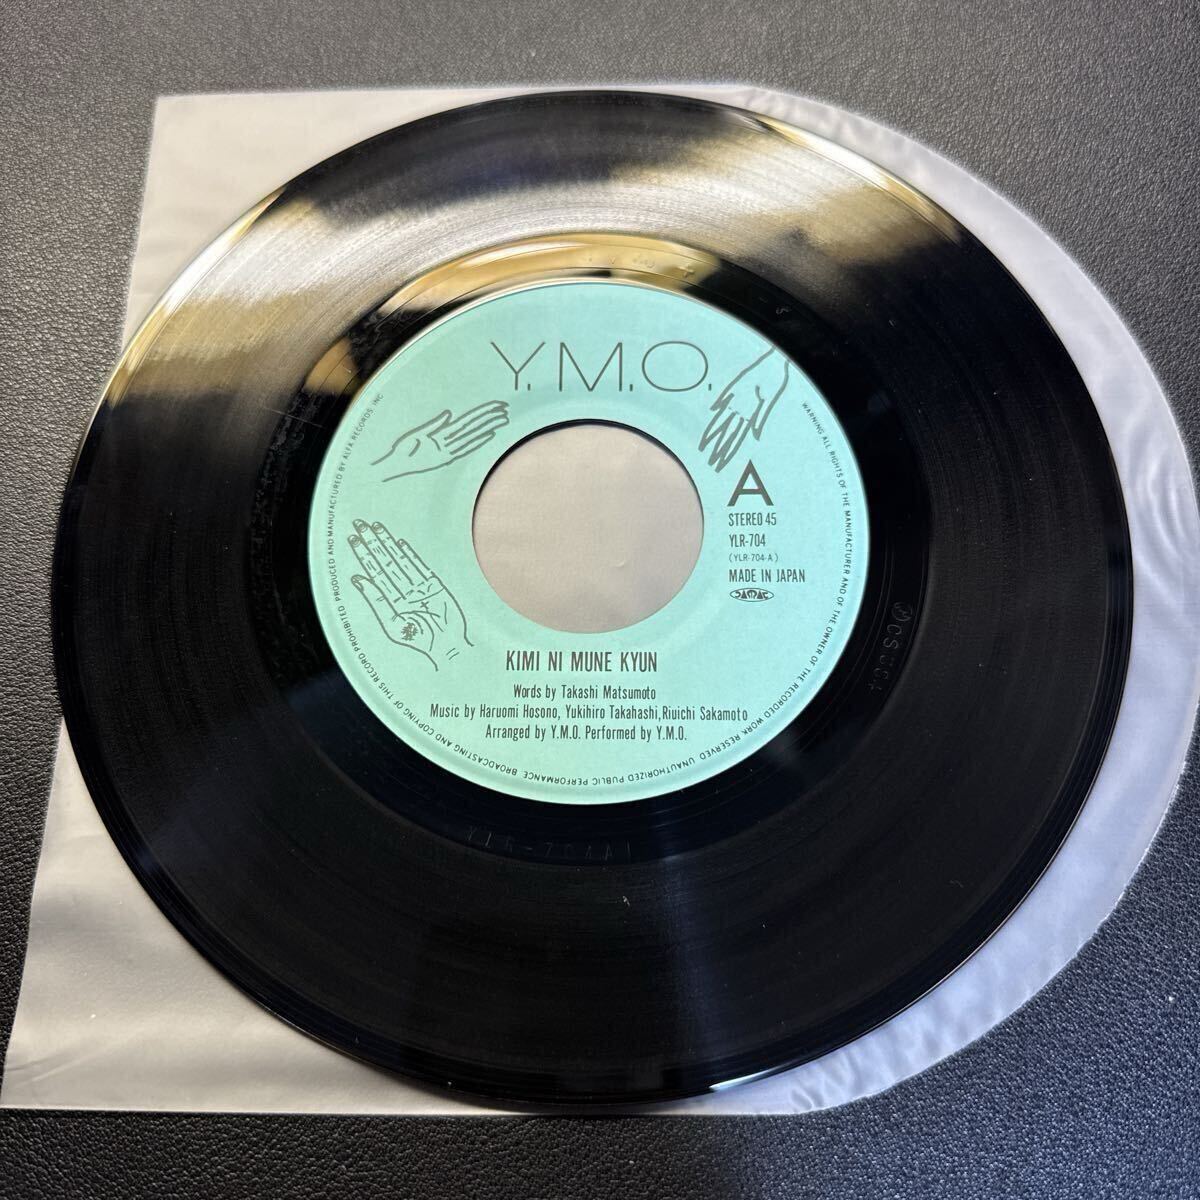 Y.M.O.
A
STEREO 45
YLR-704
(YLR-704-A)
MADE IN JAPAN
KIMI NI MUNE KYUN
Words by Takashi Matsumoto
Music by Haruomi Hosono, Yukihiro Takahashi, Riuichi Sakamoto
Arranged by Y.M.O. Performed by Y.M.O.
WARNING: ALL RIGHTS OF THE MANUFACTURER AND OF THE OWNER OF THE RECORDED WORK RESERVED. UNAUTHORIZED PUBLIC PERFORMANCE, BROADCASTING AND COPYING OF THIS RECORD PROHIBITED. PRODUCED AND MANUFACTURED BY ALFA RECORDS, INC